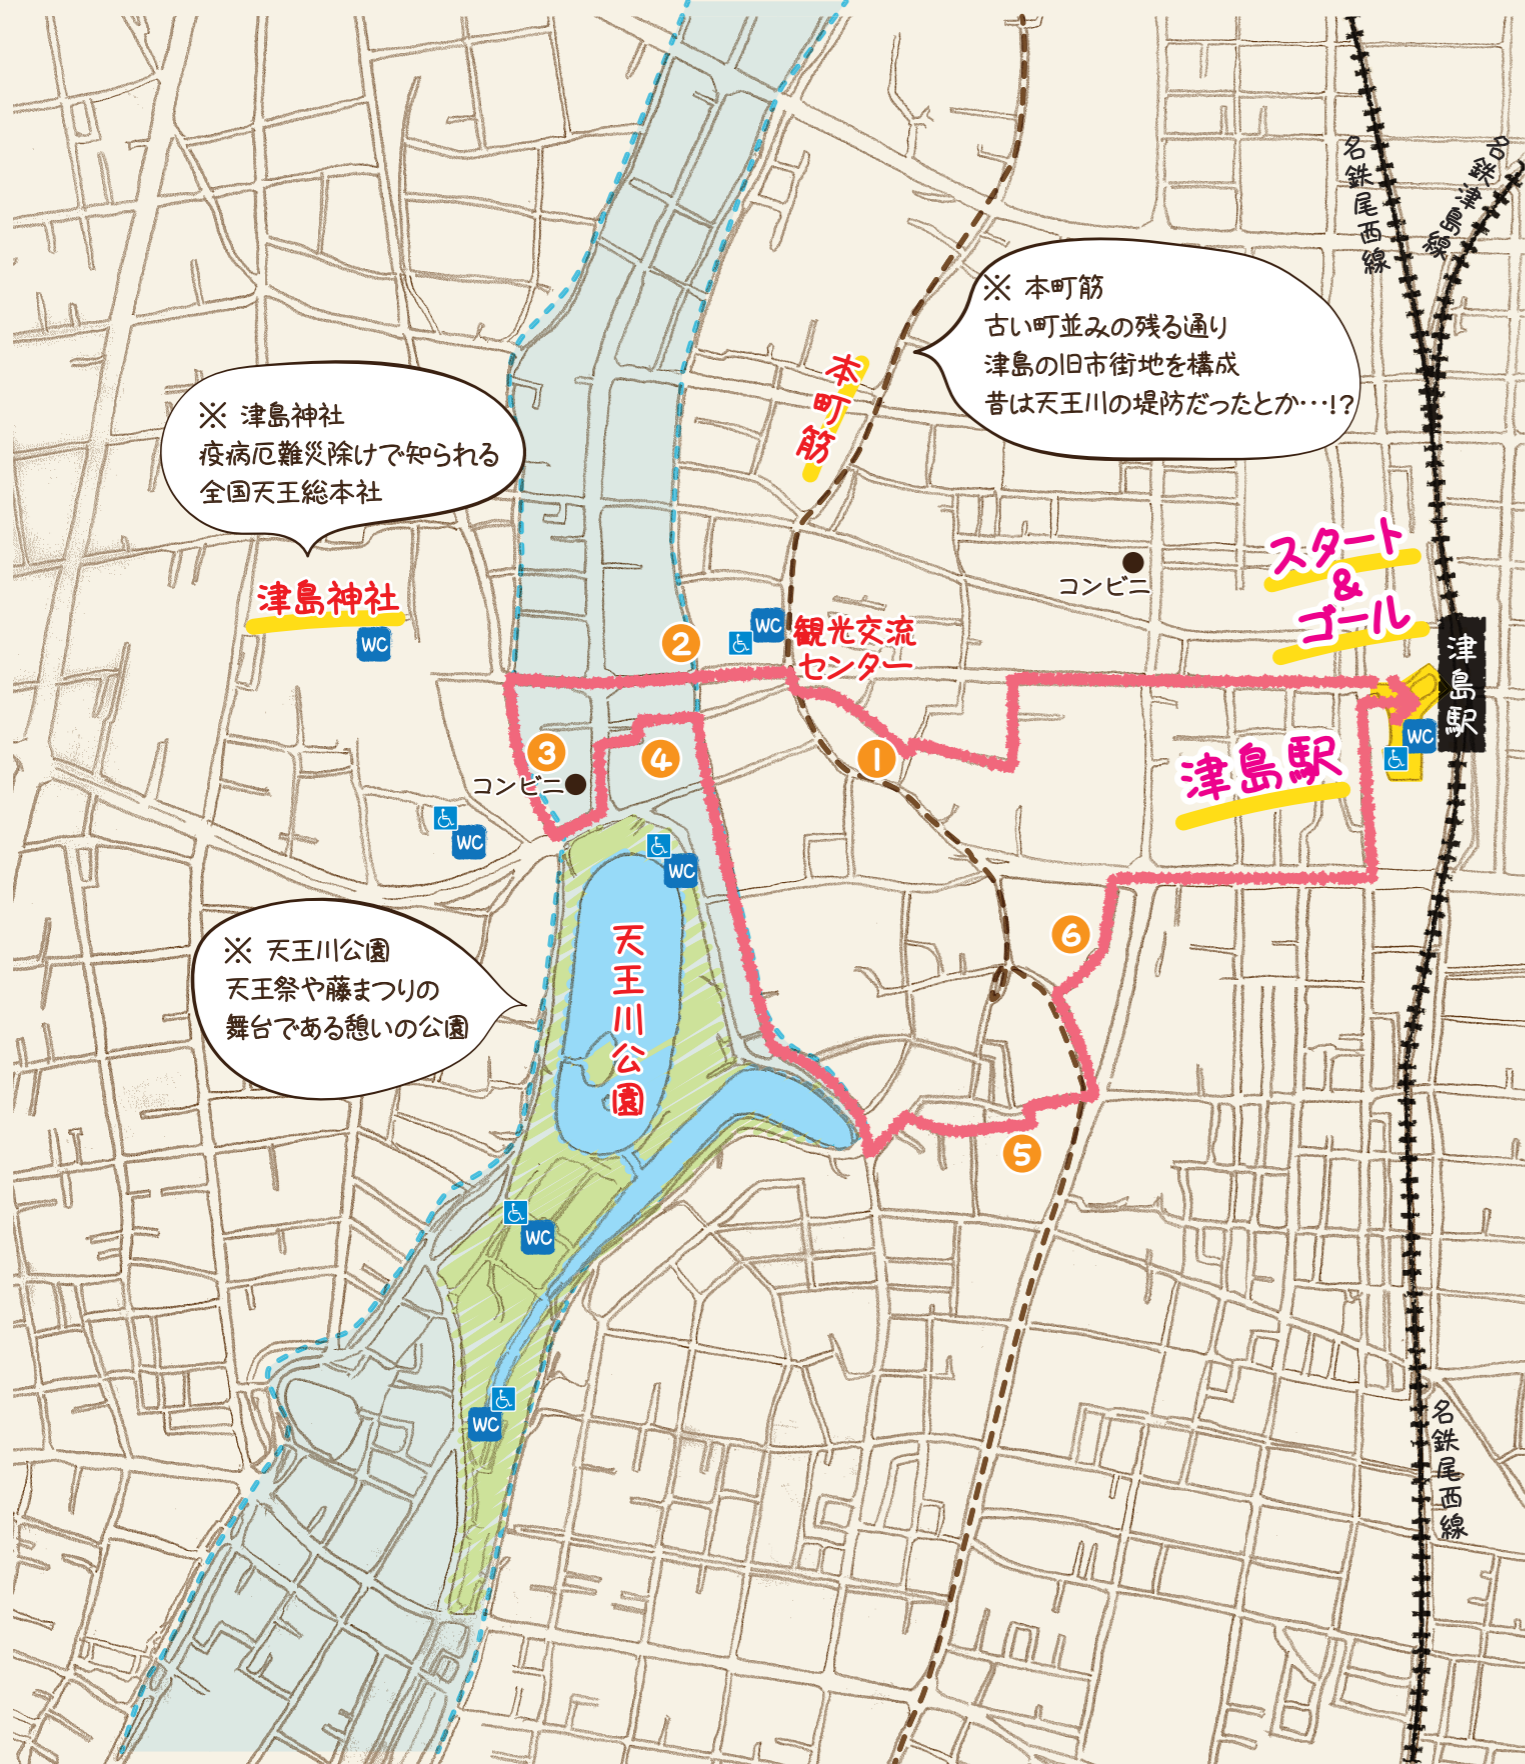 名鉄尾西線
名鉄津島線
※ 本町筋
古い町並みの残る通り
津島の旧市街地を構成
昔は天王川の堤防だったとか…!?
本町筋
※ 津島神社
疫病厄難災除けで知られる
全国天王総本社
津島神社
WC
コンビニ
スタート
&
ゴール
津島駅
WC
観光交流
センター
2
WC
津島駅
1
3
4
コンビニ
WC
WC
6
天王川公園
※ 天王川公園
天王祭や藤まつりの
舞台である憩いの公園
5
WC
WC
名鉄尾西線